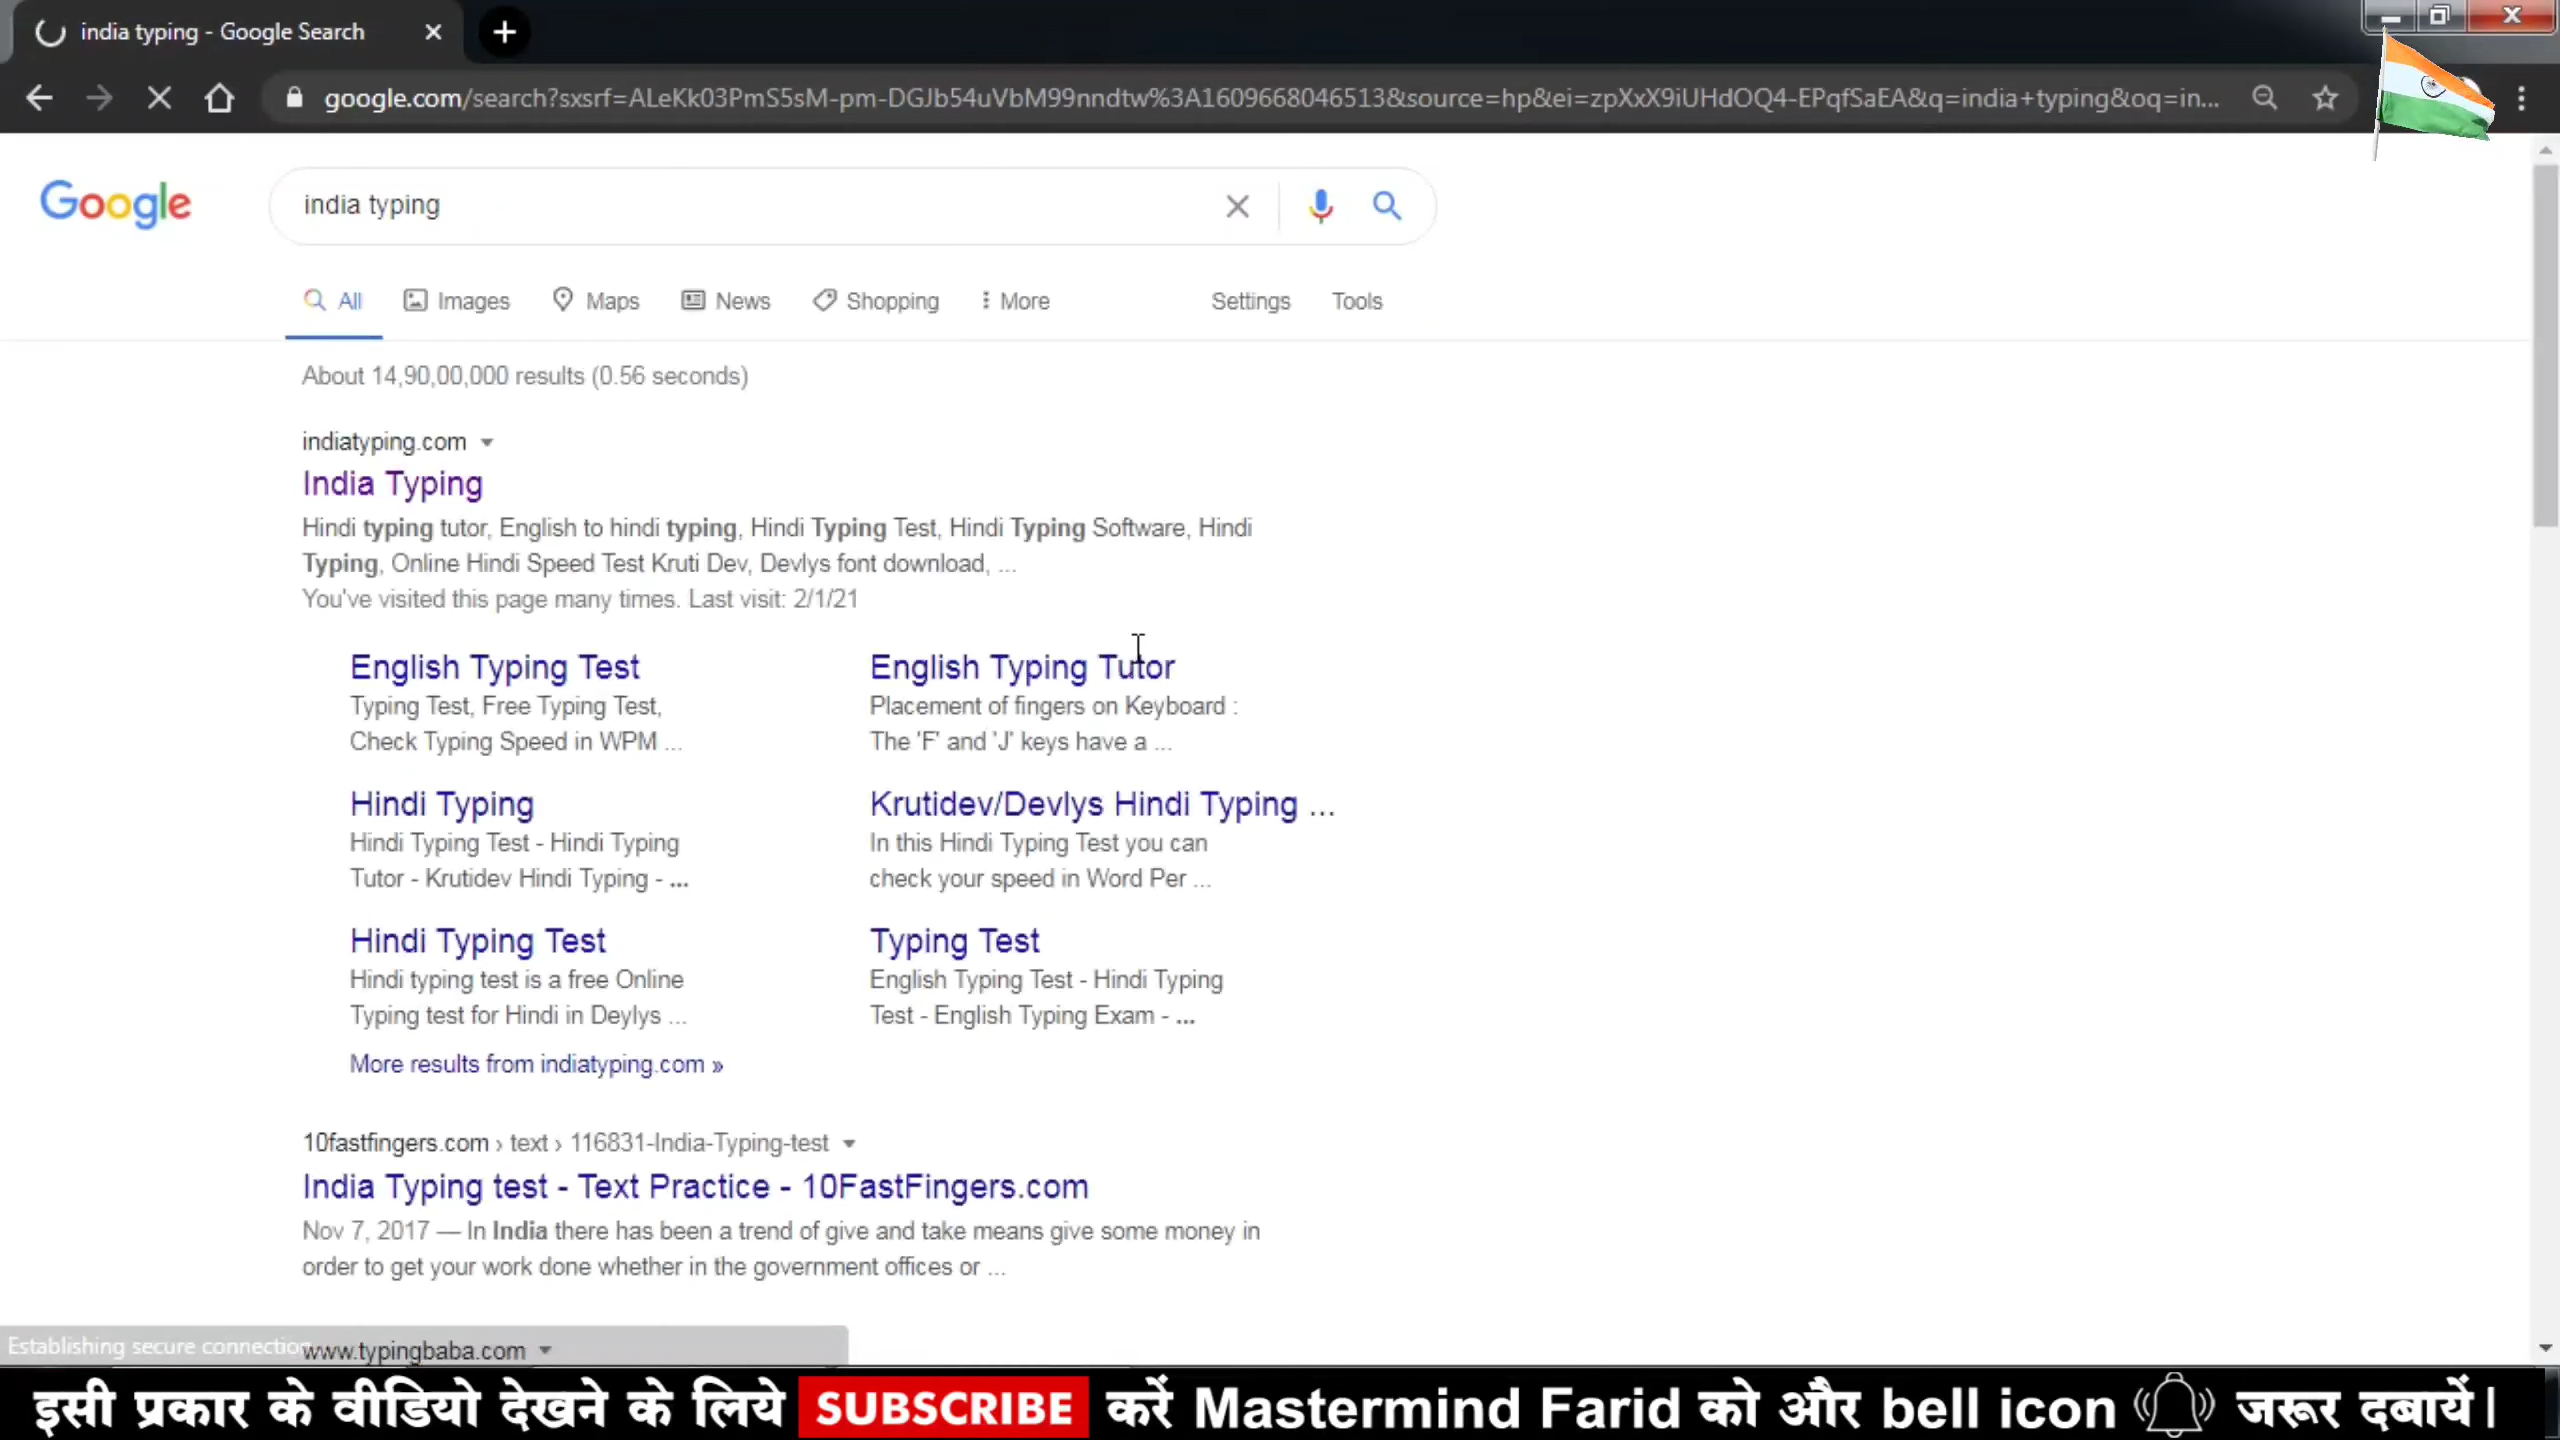 india typing - Google Search
google.com/search?sxsrf=ALeKk03PmS5sM-pm-DGJb54uVbM99nndtw%3A1609668046513&source=hp&ei=zpXxX9iUHdOQ4-EPqfSaEA&q=india+typing&oq=in...
Google
india typing
All Images Maps News Shopping More Settings Tools
About 14,90,00,000 results (0.56 seconds)
indiatyping.com
India Typing
Hindi typing tutor, English to hindi typing, Hindi Typing Test, Hindi Typing Software, Hindi
Typing, Online Hindi Speed Test Kruti Dev, Devlys font download, ...
You've visited this page many times. Last visit: 2/1/21
English Typing Test
Typing Test, Free Typing Test,
Check Typing Speed in WPM ...
English Typing Tutor
Placement of fingers on Keyboard :
The 'F' and 'J' keys have a ...
Hindi Typing
Hindi Typing Test - Hindi Typing
Tutor - Krutidev Hindi Typing - ...
Krutidev/Devlys Hindi Typing ...
In this Hindi Typing Test you can
check your speed in Word Per ...
Hindi Typing Test
Hindi typing test is a free Online
Typing test for Hindi in Deylys ...
Typing Test
English Typing Test - Hindi Typing
Test - English Typing Exam - ...
More results from indiatyping.com »
10fastfingers.com › text › 116831-India-Typing-test
India Typing test - Text Practice - 10FastFingers.com
Nov 7, 2017 — In India there has been a trend of give and take means give some money in
order to get your work done whether in the government offices or ...
Establishing secure connection
www.typingbaba.com
इसी प्रकार के वीडियो देखने के लिये SUBSCRIBE करें Mastermind Farid को और bell icon जरूर दबायें।